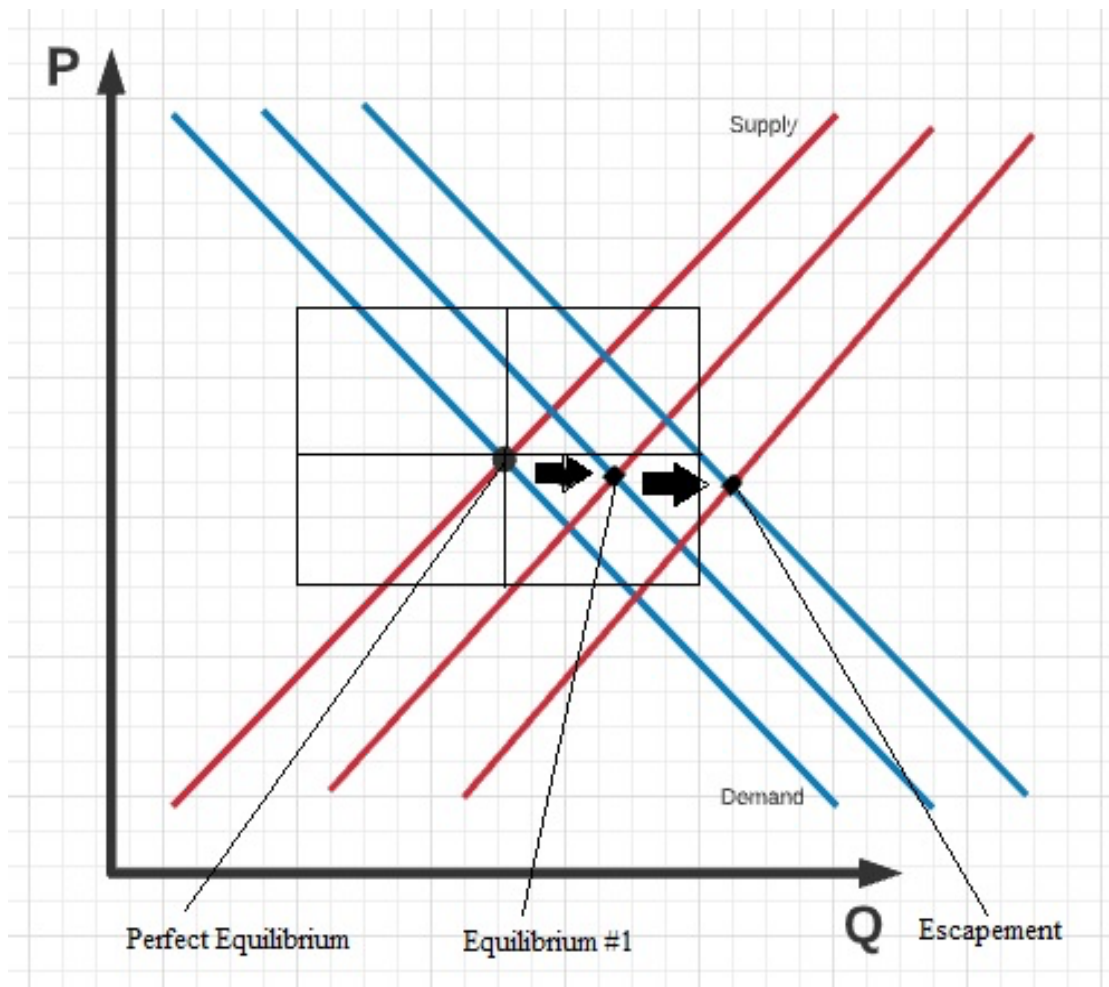 P
Supply
Demand
Q
Perfect Equilibrium
Equilibrium #1
Escapement